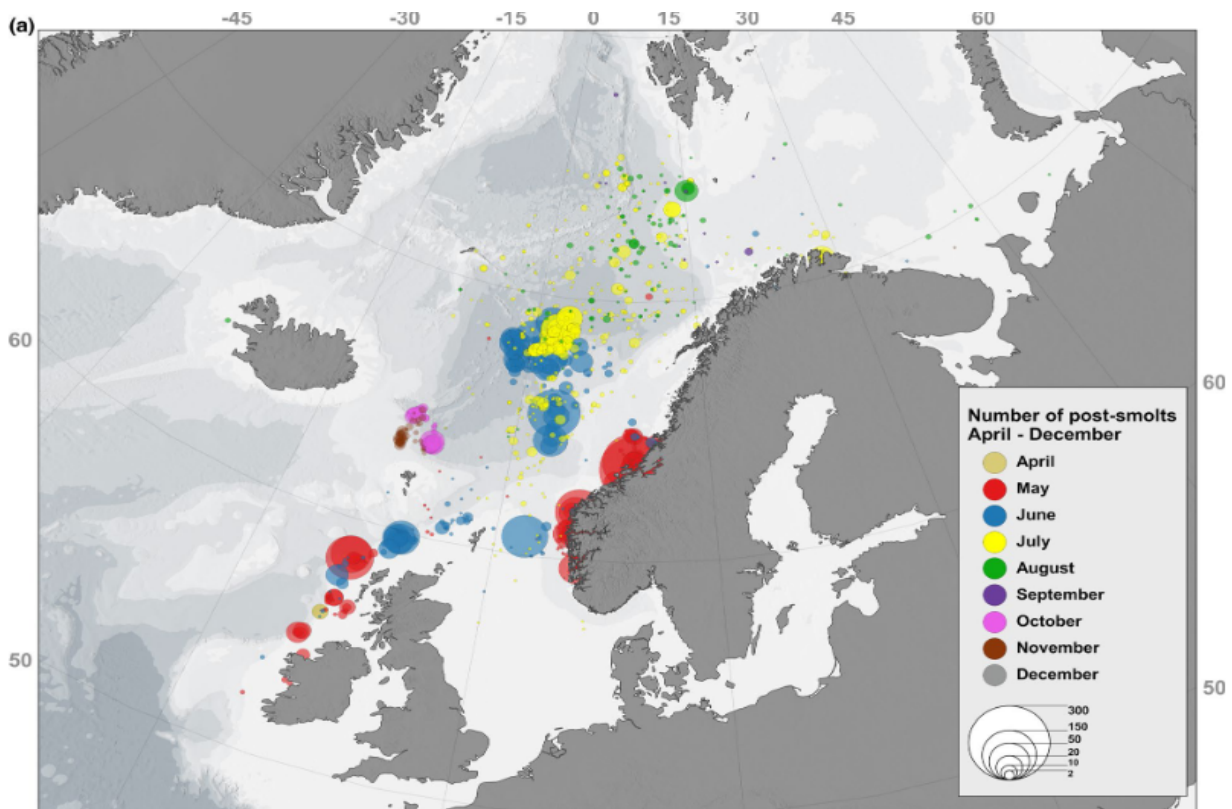 (a)
-45 -30 -15 0 15 30 45 60
60
60
50
50
Number of post-smolts
April - December
April
May
June
July
August
September
October
November
December
300
150
50
20
10
2